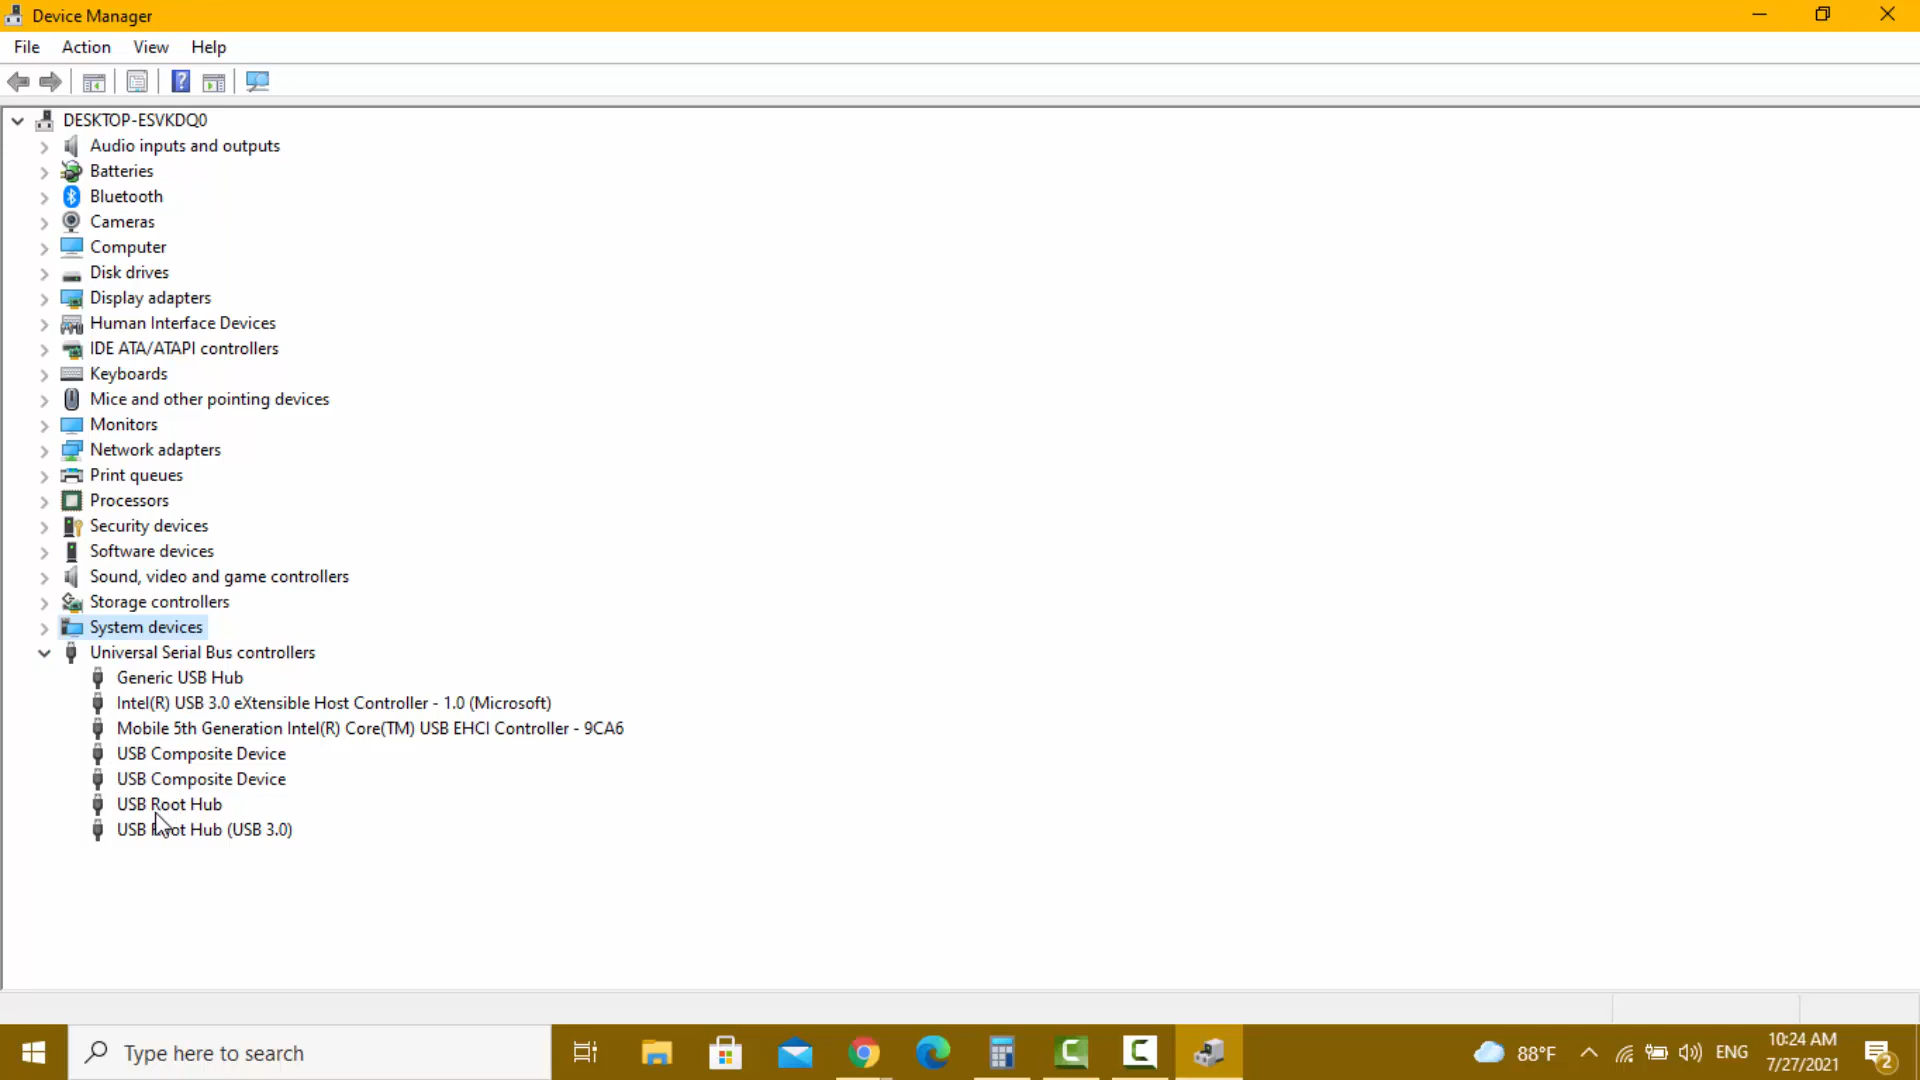 Device Manager
File Action View Help
DESKTOP-ESVKDQ0
Audio inputs and outputs
Batteries
Bluetooth
Cameras
Computer
Disk drives
Display adapters
Human Interface Devices
IDE ATA/ATAPI controllers
Keyboards
Mice and other pointing devices
Monitors
Network adapters
Print queues
Processors
Security devices
Software devices
Sound, video and game controllers
Storage controllers
System devices
Universal Serial Bus controllers
Generic USB Hub
Intel(R) USB 3.0 eXtensible Host Controller - 1.0 (Microsoft)
Mobile 5th Generation Intel(R) Core(TM) USB EHCI Controller - 9CA6
USB Composite Device
USB Composite Device
USB Root Hub
USB Root Hub (USB 3.0)
Type here to search
88°F
ENG
10:24 AM
7/27/2021
2